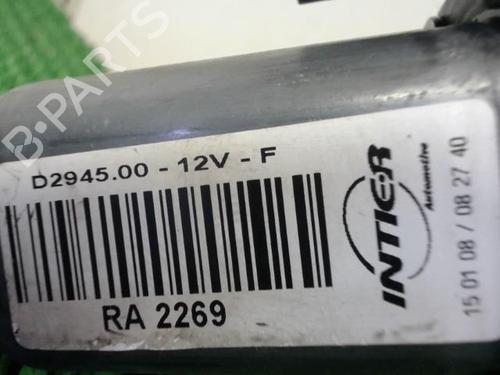 B-PARTS
D2945.00 - 12V - F
RA 2269
INTIER
Automotive
15 01 08 / 08 27 40